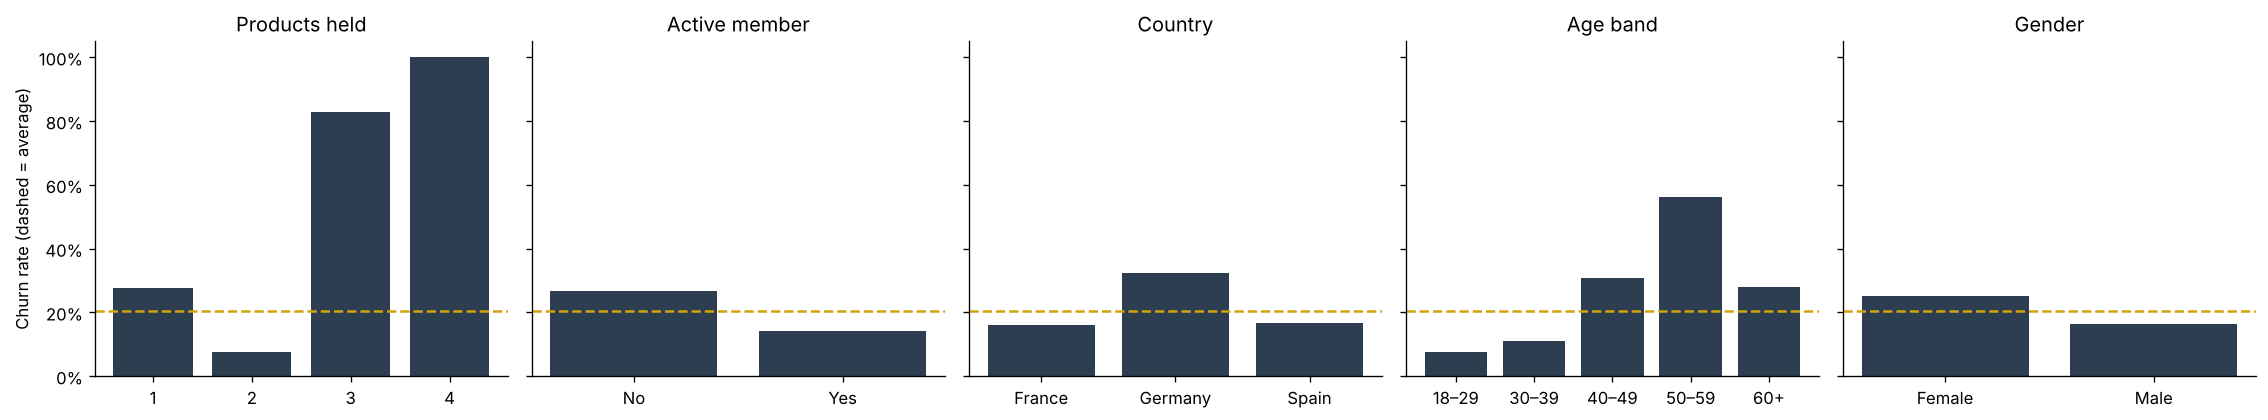 Products held
Active member
Country
Age band
Gender
Churn rate (dashed = average)
100%
80%
60%
40%
20%
0%
1 2 3 4
No Yes
France Germany Spain
18–29 30–39 40–49 50–59 60+
Female Male